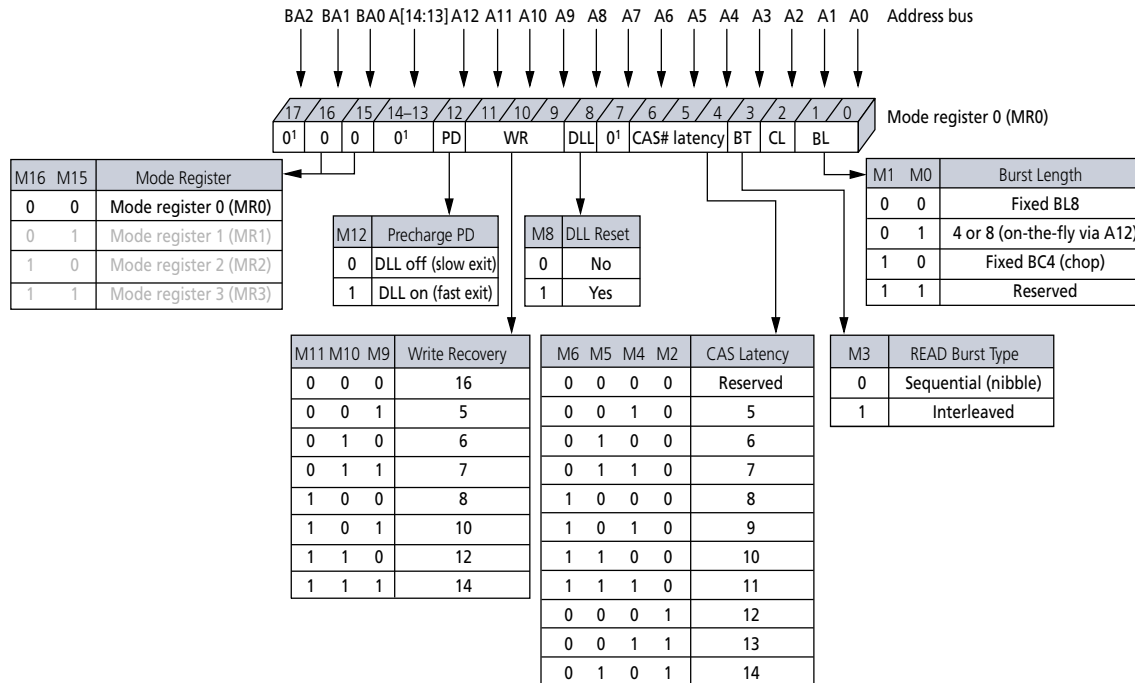 BA2 BA1 BA0 A[14:13] A12 A11 A10 A9 A8 A7 A6 A5 A4 A3 A2 A1 A0 Address bus
17 16 15 14–13 12 11 10 9 8 7 6 5 4 3 2 1 0 Mode register 0 (MR0)
0¹ 0 0 0¹ PD WR DLL 0¹ CAS# latency BT CL BL
M16 M15 Mode Register
0 0 Mode register 0 (MR0)
0 1 Mode register 1 (MR1)
1 0 Mode register 2 (MR2)
1 1 Mode register 3 (MR3)
M12 Precharge PD
0 DLL off (slow exit)
1 DLL on (fast exit)
M8 DLL Reset
0 No
1 Yes
M1 M0 Burst Length
0 0 Fixed BL8
0 1 4 or 8 (on-the-fly via A12)
1 0 Fixed BC4 (chop)
1 1 Reserved
M11 M10 M9 Write Recovery
0 0 0 16
0 0 1 5
0 1 0 6
0 1 1 7
1 0 0 8
1 0 1 10
1 1 0 12
1 1 1 14
M6 M5 M4 M2 CAS Latency
0 0 0 0 Reserved
0 0 1 0 5
0 1 0 0 6
0 1 1 0 7
1 0 0 0 8
1 0 1 0 9
1 1 0 0 10
1 1 1 0 11
0 0 0 1 12
0 0 1 1 13
0 1 0 1 14
M3 READ Burst Type
0 Sequential (nibble)
1 Interleaved